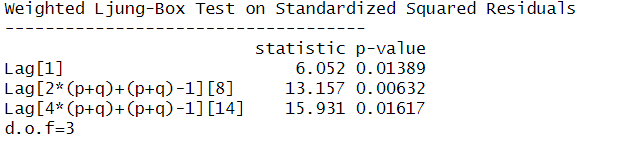 Weighted Ljung-Box Test on Standardized Squared Residuals
------------------------------------
statistic p-value
Lag[1] 6.052 0.01389
Lag[2*(p+q)+(p+q)-1][8] 13.157 0.00632
Lag[4*(p+q)+(p+q)-1][14] 15.931 0.01617
d.o.f=3